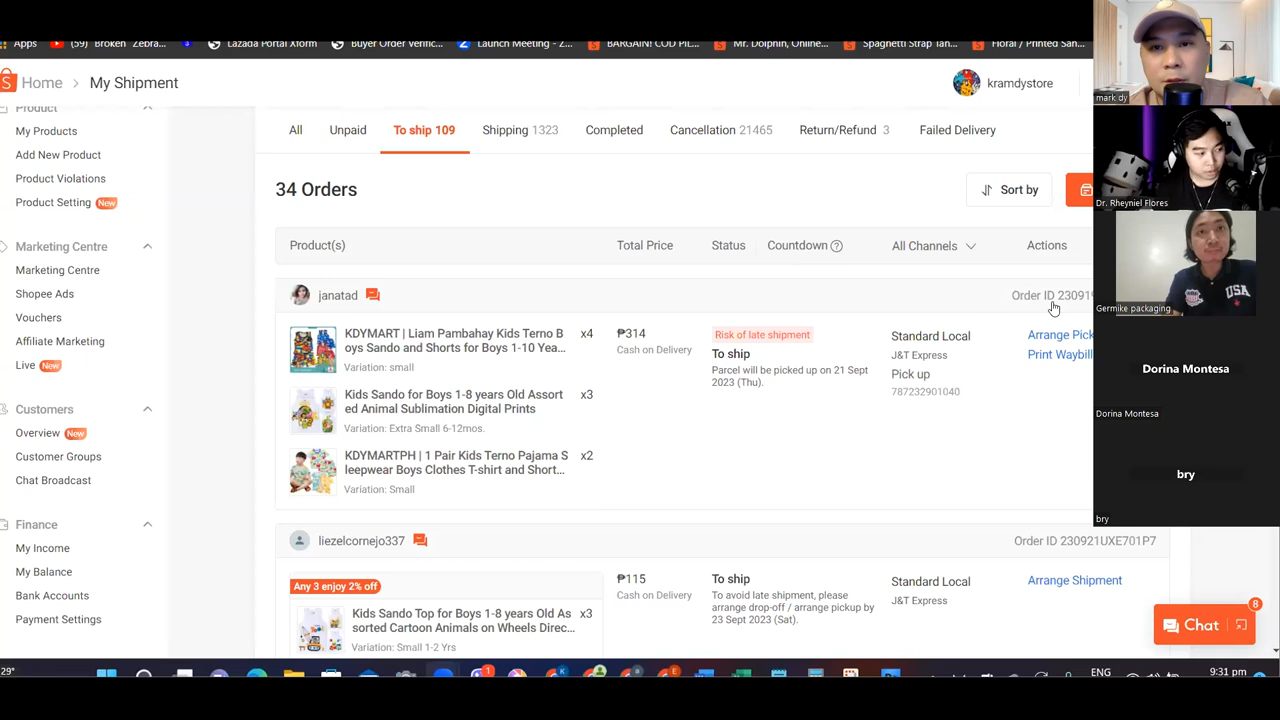 Apps (59) Broken Zebra... Lazada Portal Xform Buyer Order Verific... Launch Meeting - Z... BARGAIN! COD PIL... Mr. Dolphin, Online... Spaghetti Strap Tan... Floral / Printed San...
Home > My Shipment
kramdystore
Product
My Products
Add New Product
Product Violations
Product Setting New
Marketing Centre
Marketing Centre
Shopee Ads
Vouchers
Affiliate Marketing
Live New
Customers
Overview New
Customer Groups
Chat Broadcast
Finance
My Income
My Balance
Bank Accounts
Payment Settings
All Unpaid To ship 109 Shipping 1323 Completed Cancellation 21465 Return/Refund 3 Failed Delivery
34 Orders
Sort by
Product(s) Total Price Status Countdown ? All Channels Actions
janatad
Order ID 230919
KDYMART | Liam Pambahay Kids Terno B
oys Sando and Shorts for Boys 1-10 Yea...
Variation: small
x4
₱314
Cash on Delivery
Risk of late shipment
To ship
Parcel will be picked up on 21 Sept
2023 (Thu).
Standard Local
J&T Express
Pick up
787232901040
Arrange Pick
Print Waybill
Kids Sando for Boys 1-8 years Old Assort
ed Animal Sublimation Digital Prints
Variation: Extra Small 6-12mos.
x3
KDYMARTPH | 1 Pair Kids Terno Pajama S
leepwear Boys Clothes T-shirt and Short...
Variation: Small
x2
liezelcornejo337
Order ID 230921UXE701P7
Any 3 enjoy 2% off
Kids Sando Top for Boys 1-8 years Old As
sorted Cartoon Animals on Wheels Direc...
Variation: Small 1-2 Yrs
x3
₱115
Cash on Delivery
To ship
To avoid late shipment, please
arrange drop-off / arrange pickup by
23 Sept 2023 (Sat).
Standard Local
J&T Express
Arrange Shipment
Chat
8
mark dy
Dr. Rheyniel Flores
USA
Germike packaging
Dorina Montesa
Dorina Montesa
bry
bry
29°
ENG
9:31 pm